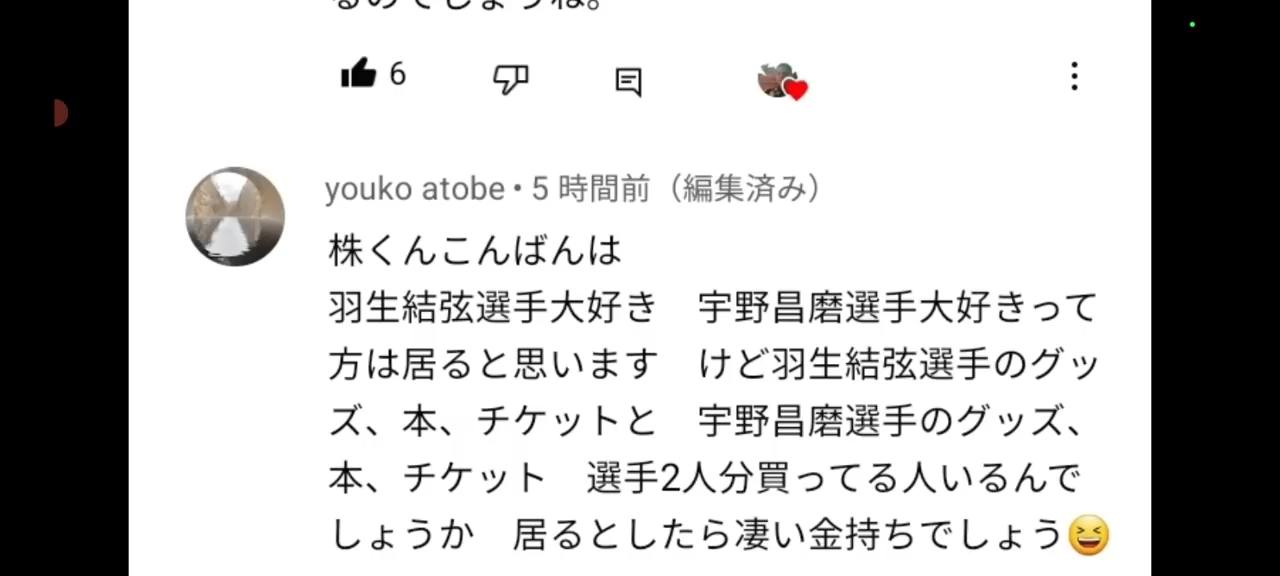 るのでしょうね。
6
youko atobe • 5 時間前（編集済み）
株くんこんばんは
羽生結弦選手大好き　宇野昌磨選手大好きって
方は居ると思います　けど羽生結弦選手のグッ
ズ、本、チケットと　宇野昌磨選手のグッズ、
本、チケット　選手2人分買ってる人いるんで
しょうか　居るとしたら凄い金持ちでしょう😆